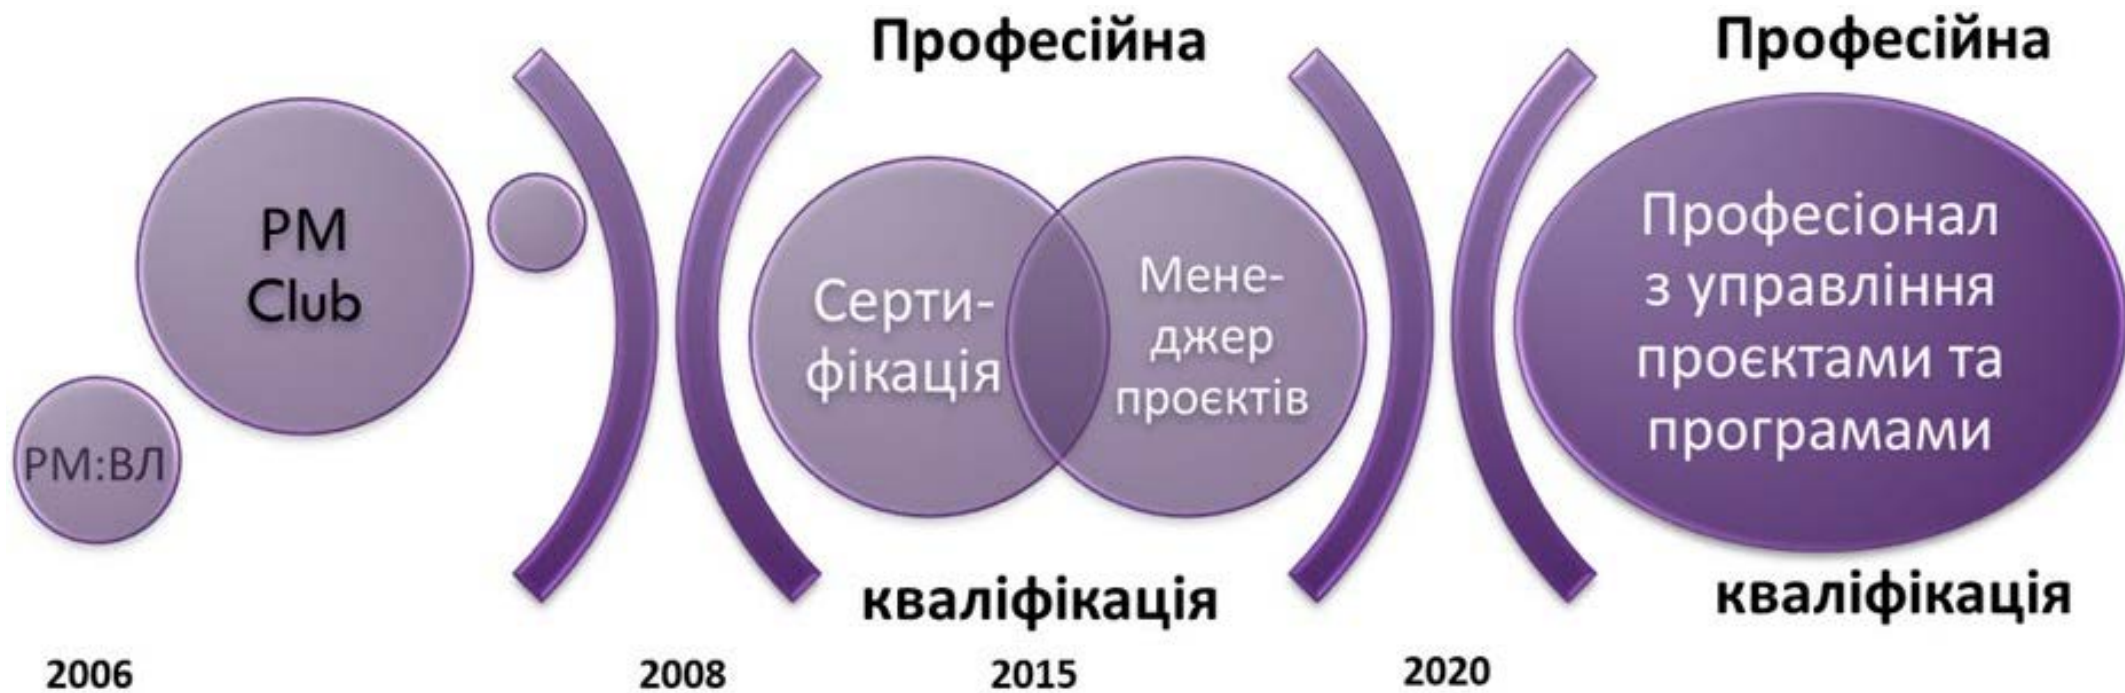 РМ:ВЛ
PM
Club
Професійна
Серти-
фікація
Мене-
джер
проєктів
кваліфікація
Професійна
Професіонал
з управління
проєктами та
програмами
кваліфікація
2006
2008
2015
2020